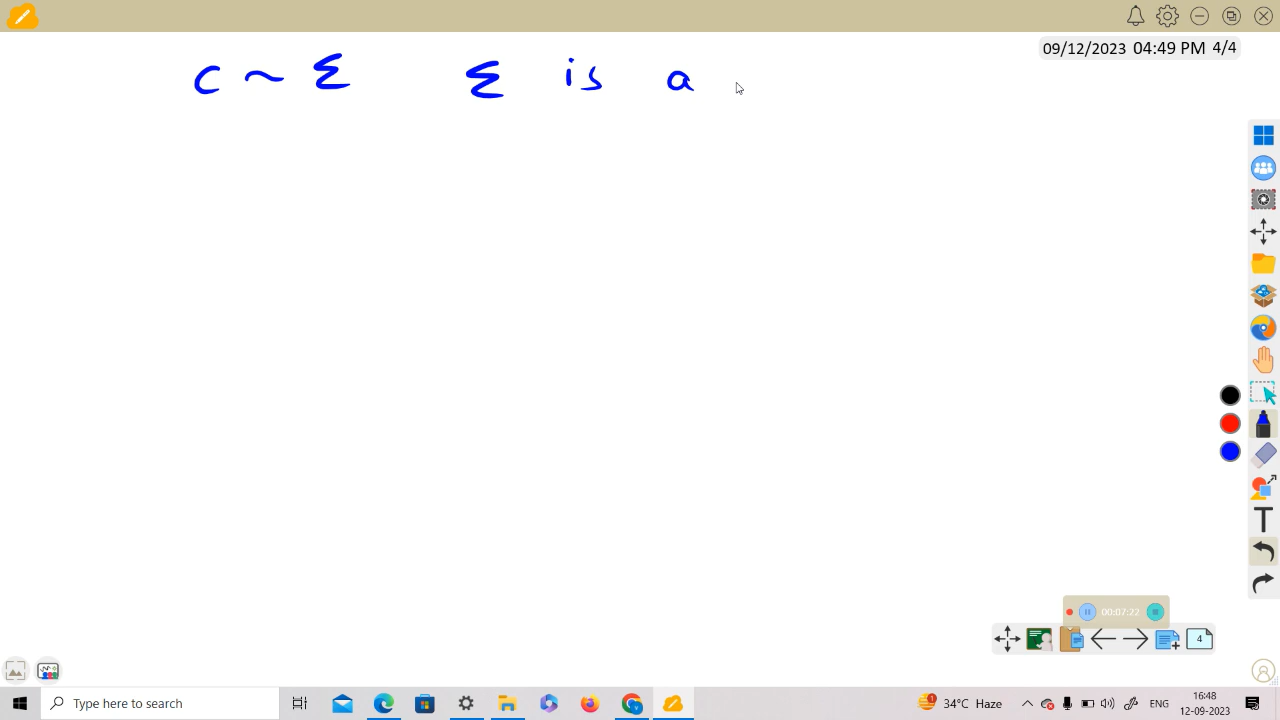 09/12/2023 04:49 PM 4/4
c ~ Σ Σ is a
00:07:22
4
Type here to search
1
34°C Haze
ENG
16:48
12-09-2023